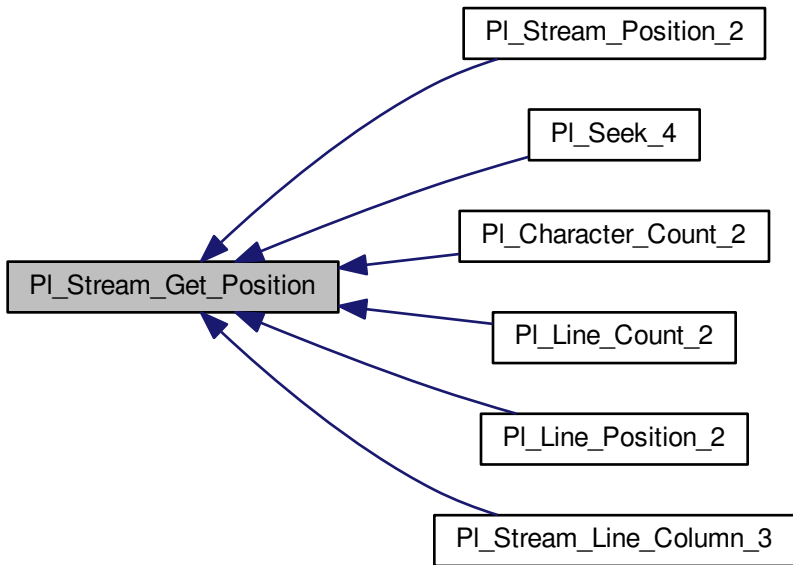 Pl_Stream_Position_2
Pl_Seek_4
Pl_Character_Count_2
Pl_Stream_Get_Position
Pl_Line_Count_2
Pl_Line_Position_2
Pl_Stream_Line_Column_3